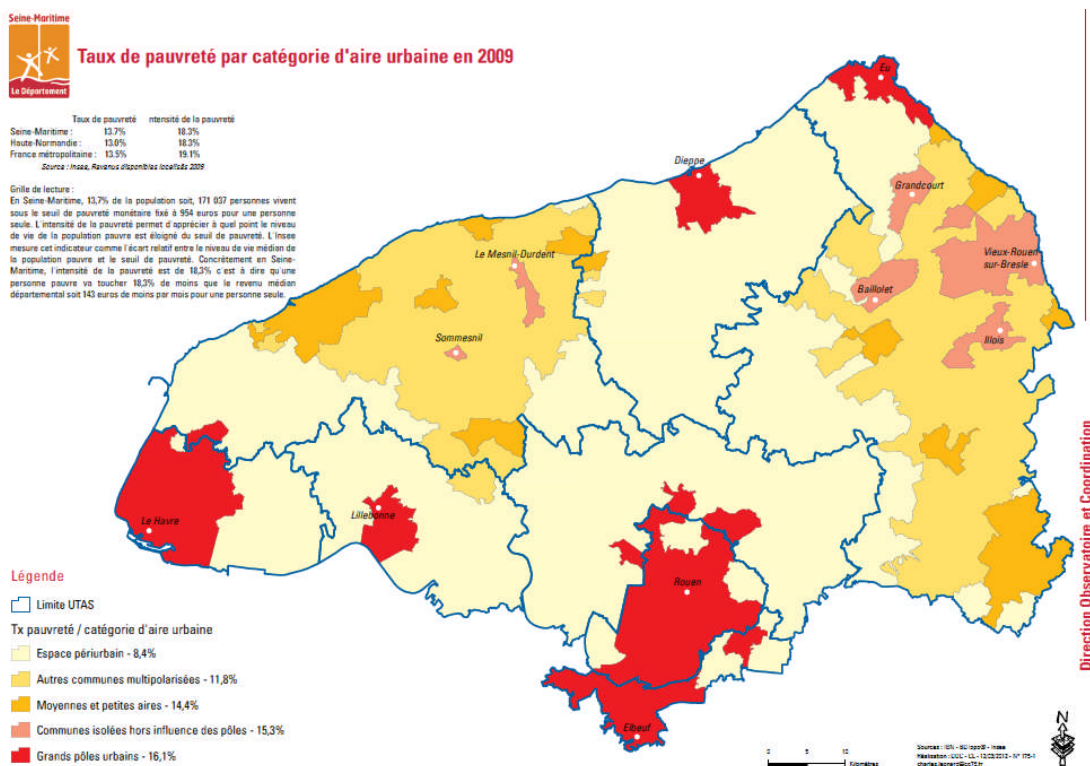 Seine-Maritime
Le Département
Taux de pauvreté par catégorie d'aire urbaine en 2009
Taux de pauvreté ntensité de la pauvreté
Seine-Maritime : 13.7% 18.3%
Haute-Normandie : 13.0% 18.3%
France métropolitaine : 13.5% 19.1%
Source : Insee, Revenus disponibles localisés 2009
Grille de lecture :
En Seine-Maritime, 13,7% de la population soit, 171 037 personnes vivent
sous le seuil de pauvreté monétaire fixé à 954 euros pour une personne
seule. L'intensité de la pauvreté permet d'apprécier à quel point le niveau
de vie de la population pauvre est éloigné du seuil de pauvreté. L'Insee
mesure cet indicateur comme l'écart relatif entre le niveau de vie médian de
la population pauvre et le seuil de pauvreté. Concrètement en Seine-
Maritime, l'intensité de la pauvreté est de 18,3% c'est à dire qu'une
personne pauvre va toucher 18,3% de moins que le revenu médian
départemental soit 143 euros de moins par mois pour une personne seule.
Eu
Dieppe
Grandcourt
Le Mesnil-Durdent
Vieux-Rouen
sur-Bresle
Baillolet
Sommesnil
Illois
Le Havre
Lillebonne
Rouen
Elbeuf
Légende
Limite UTAS
Tx pauvreté / catégorie d'aire urbaine
Espace périurbain - 8,4%
Autres communes multipolarisées - 11,8%
Moyennes et petites aires - 14,4%
Communes isolées hors influence des pôles - 15,3%
Grands pôles urbains - 16,1%
Direction Observatoire et Coordination
N
0 5 10
Kilomètres
Sources : IGN - Insee